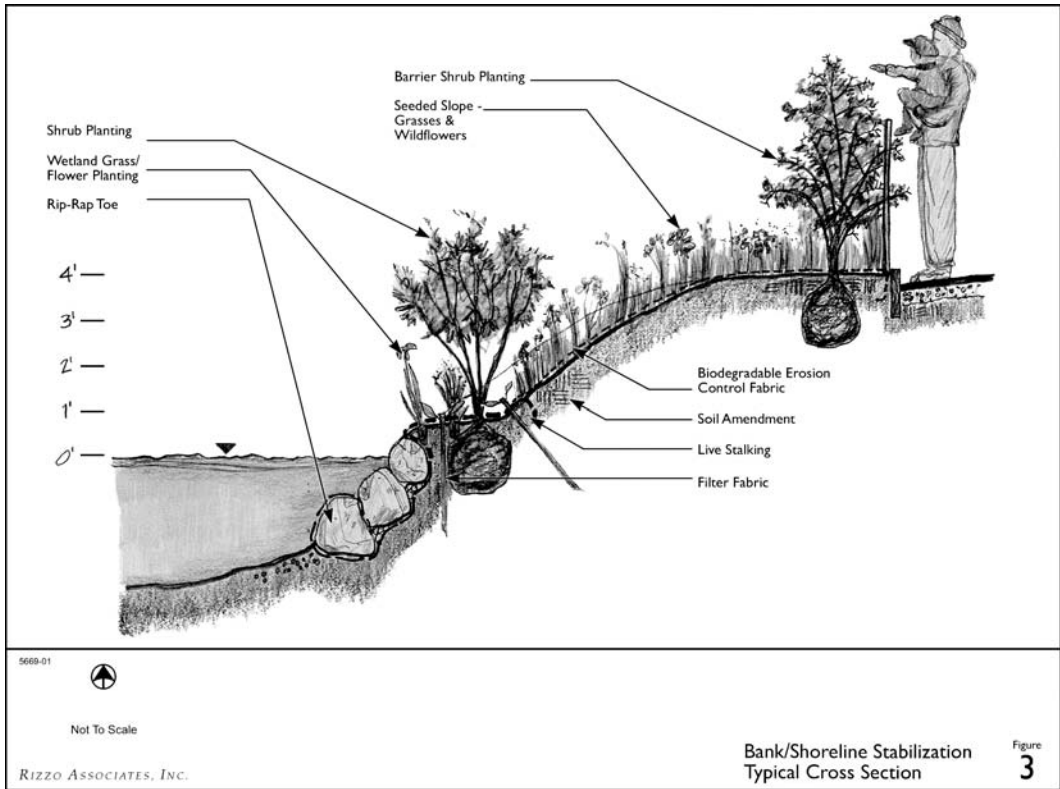 Barrier Shrub Planting
Seeded Slope -
Grasses &
Wildflowers
Shrub Planting
Wetland Grass/
Flower Planting
Rip-Rap Toe
4'
3'
2'
1'
0'
Biodegradable Erosion
Control Fabric
Soil Amendment
Live Stalking
Filter Fabric
5669-01
Not To Scale
RIZZO ASSOCIATES, INC.
Bank/Shoreline Stabilization
Typical Cross Section
Figure
3